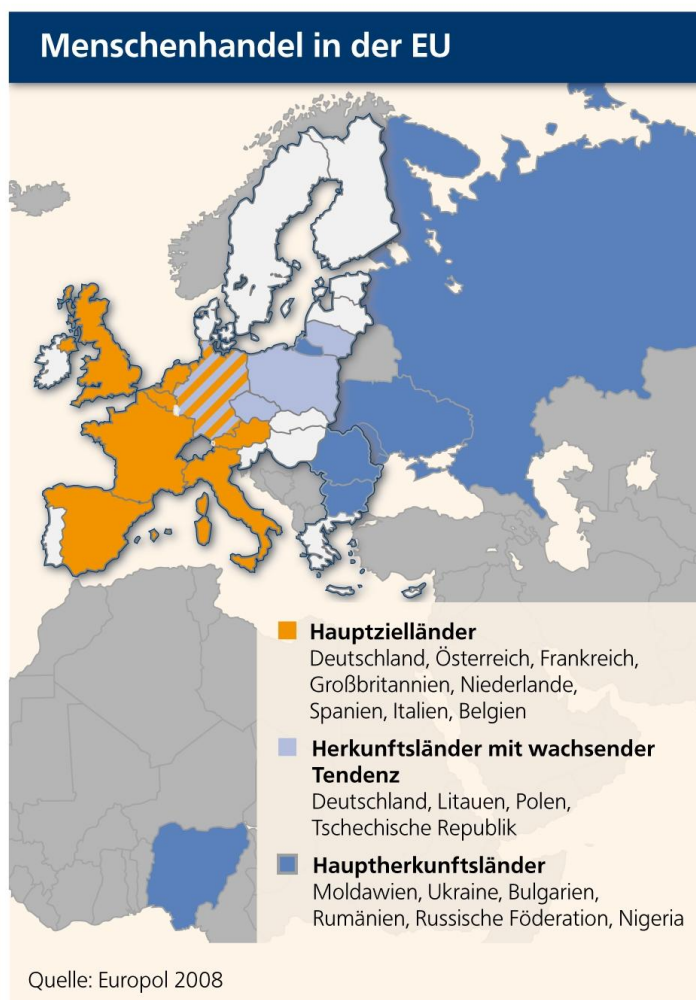 Menschenhandel in der EU
Hauptzielländer
Deutschland, Österreich, Frankreich,
Großbritannien, Niederlande,
Spanien, Italien, Belgien
Herkunftsländer mit wachsender
Tendenz
Deutschland, Litauen, Polen,
Tschechische Republik
Hauptherkunftsländer
Moldawien, Ukraine, Bulgarien,
Rumänien, Russische Föderation, Nigeria
Quelle: Europol 2008